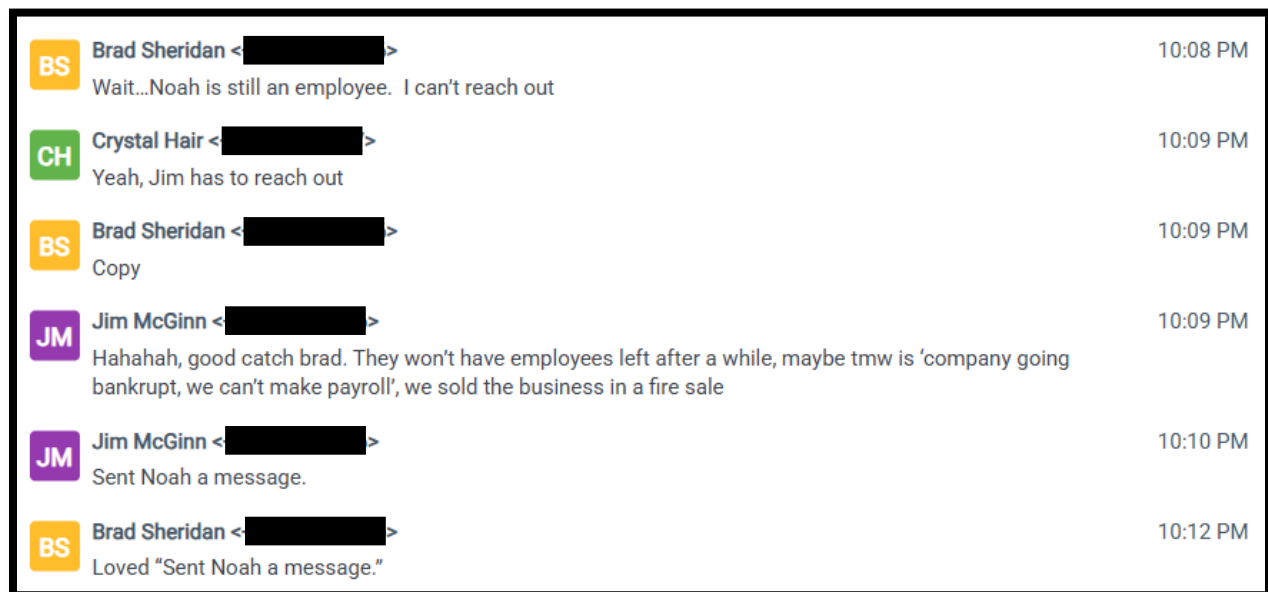 BS
Brad Sheridan < >
10:08 PM
Wait…Noah is still an employee.  I can’t reach out
CH
Crystal Hair < >
10:09 PM
Yeah, Jim has to reach out
BS
Brad Sheridan < >
10:09 PM
Copy
JM
Jim McGinn < >
10:09 PM
Hahahah, good catch brad. They won’t have employees left after a while, maybe tmw is ‘company going
bankrupt, we can’t make payroll’, we sold the business in a fire sale
JM
Jim McGinn < >
10:10 PM
Sent Noah a message.
BS
Brad Sheridan < >
10:12 PM
Loved “Sent Noah a message.”